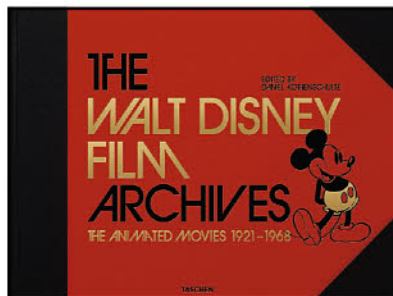 THE
EDITED BY
DANIEL KOTHENSCHULTE
WALT DISNEY
FILM
ARCHIVES
THE ANIMATED MOVIES 1921–1968
TASCHEN